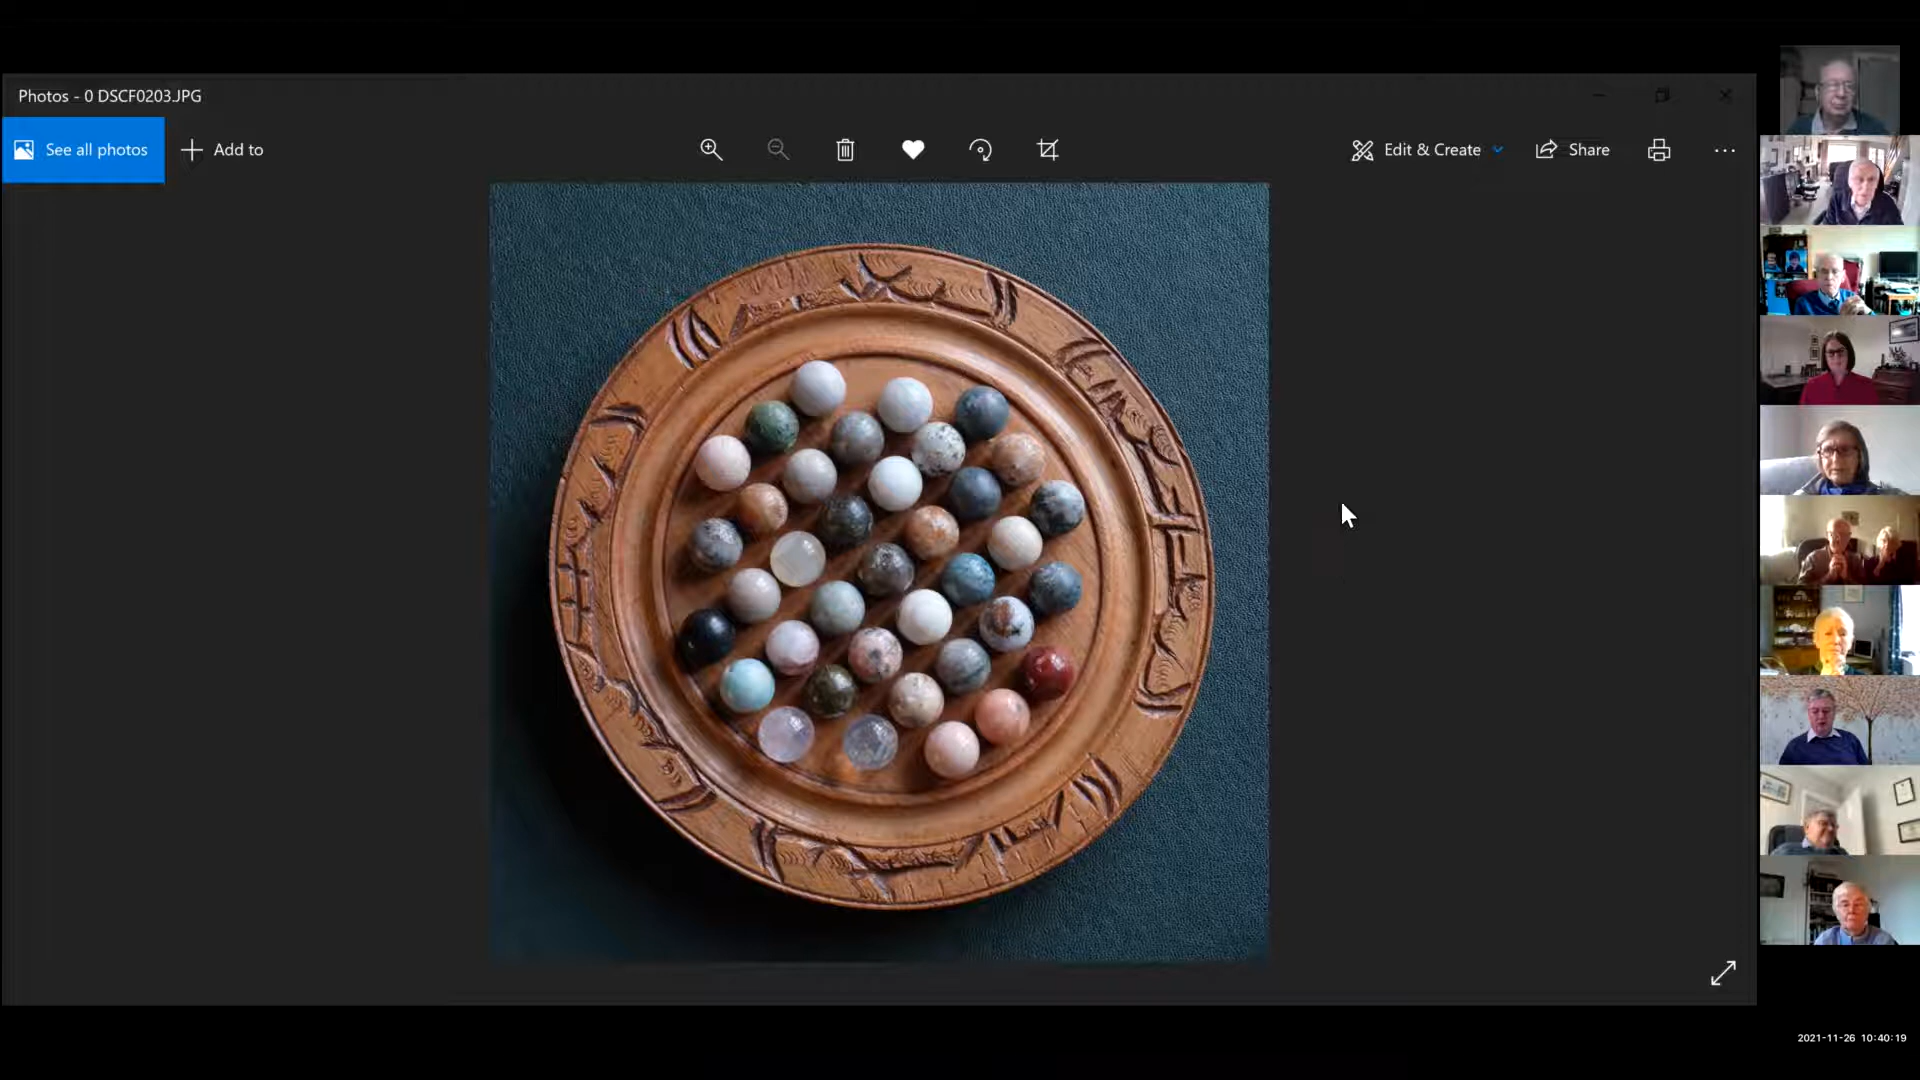 Photos - 0 DSCF0203.JPG
See all photos
Add to
Edit & Create
Share
2021-11-26 10:40:19